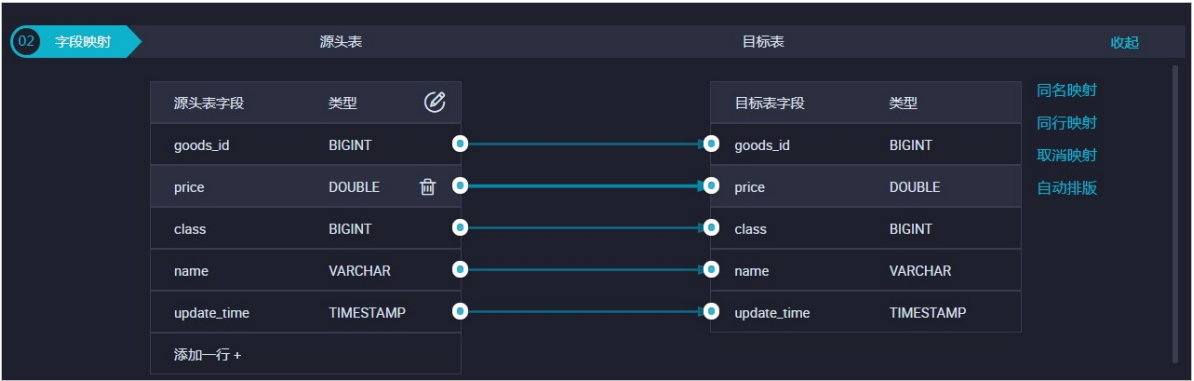 02 字段映射 源头表 目标表 收起
源头表字段 类型 目标表字段 类型 同名映射
同行映射
goods_id BIGINT goods_id BIGINT
取消映射
price DOUBLE price DOUBLE 自动排版
class BIGINT class BIGINT
name VARCHAR name VARCHAR
update_time TIMESTAMP update_time TIMESTAMP
添加一行 +